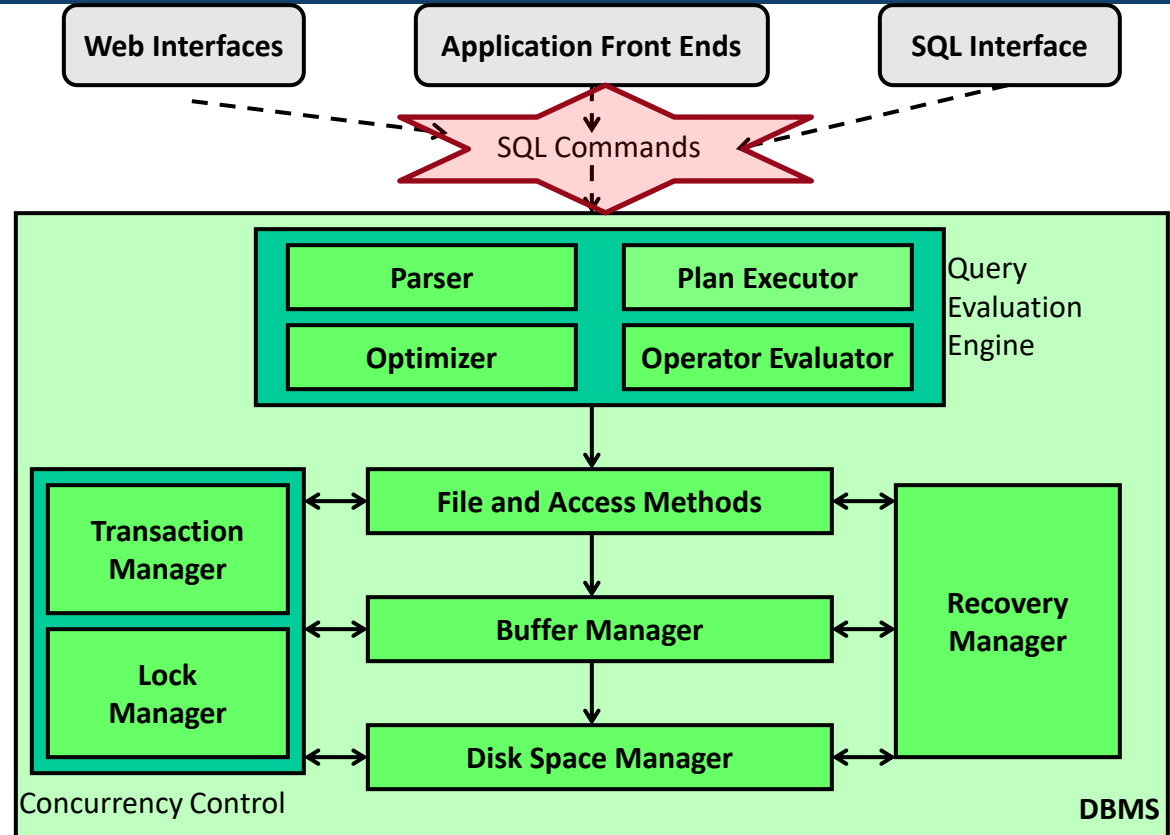 Web Interfaces
Application Front Ends
SQL Interface
SQL Commands
Parser
Plan Executor
Optimizer
Operator Evaluator
Query
Evaluation
Engine
File and Access Methods
Transaction
Manager
Buffer Manager
Recovery
Manager
Lock
Manager
Disk Space Manager
Concurrency Control
DBMS